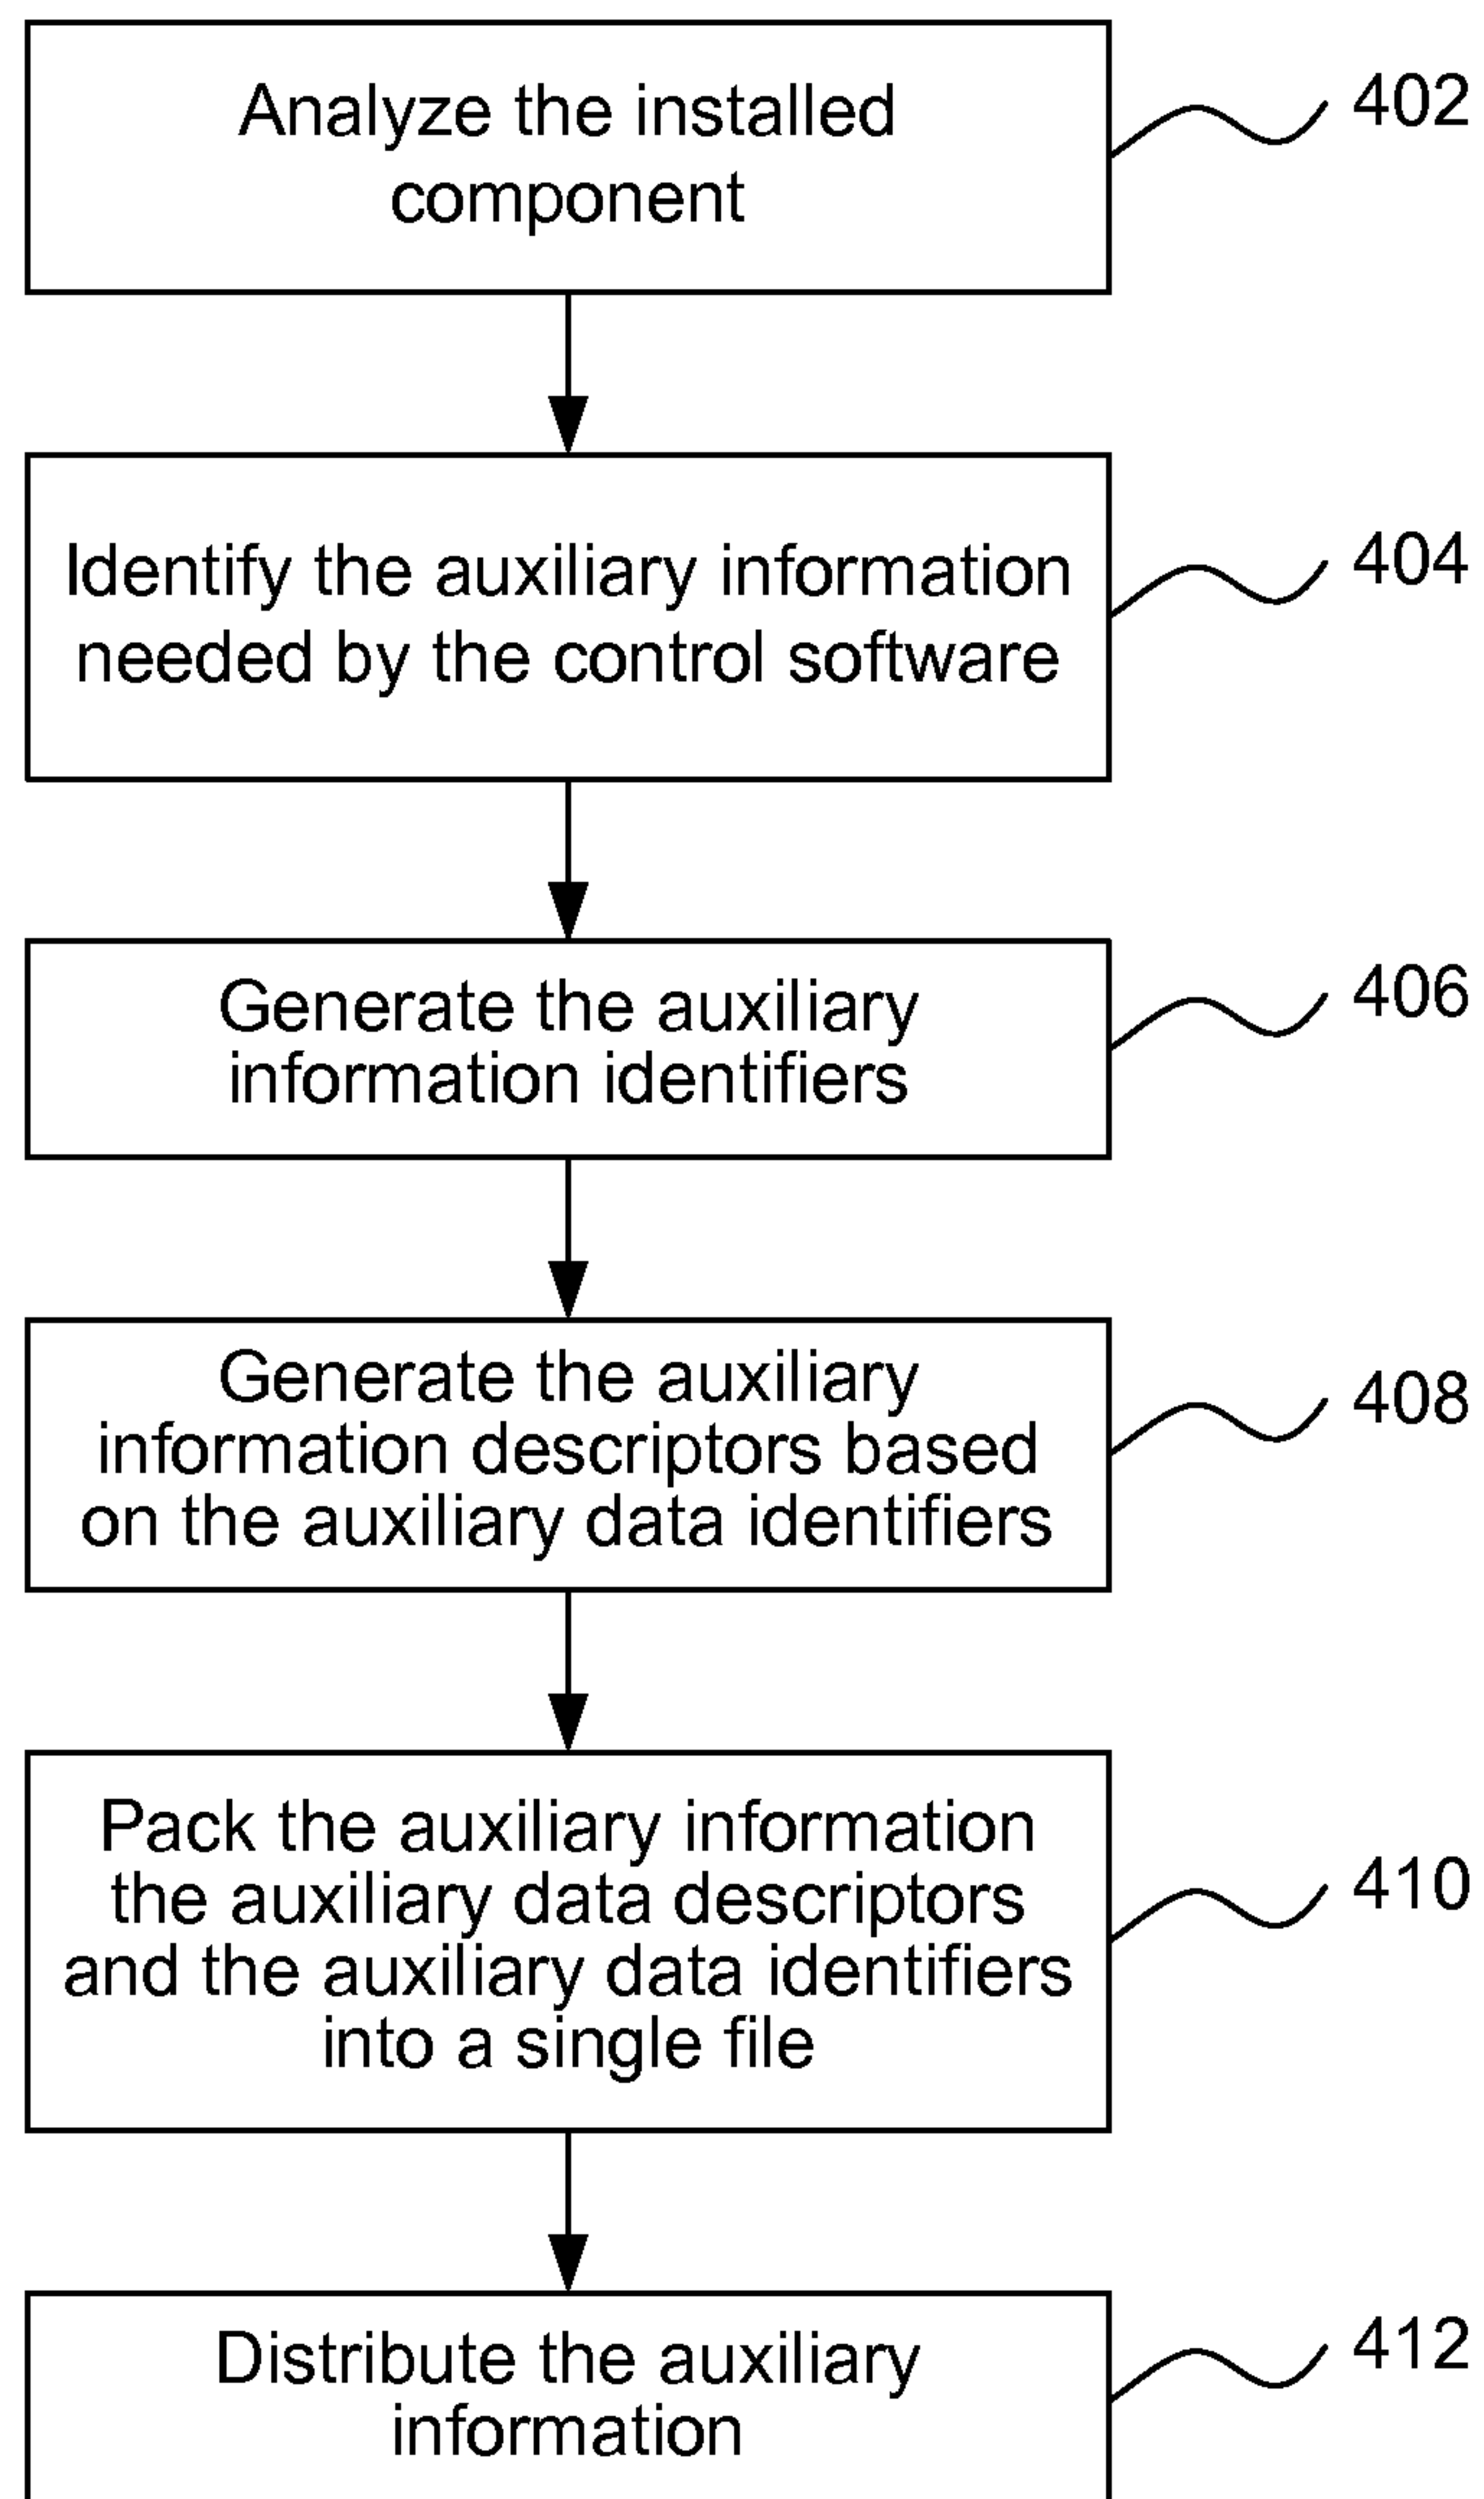 Analyze the installed
component
402
Identify the auxiliary information
needed by the control software
404
Generate the auxiliary
information identifiers
406
Generate the auxiliary
information descriptors based
on the auxiliary data identifiers
408
Pack the auxiliary information
the auxiliary data descriptors
and the auxiliary data identifiers
into a single file
410
Distribute the auxiliary
information
412